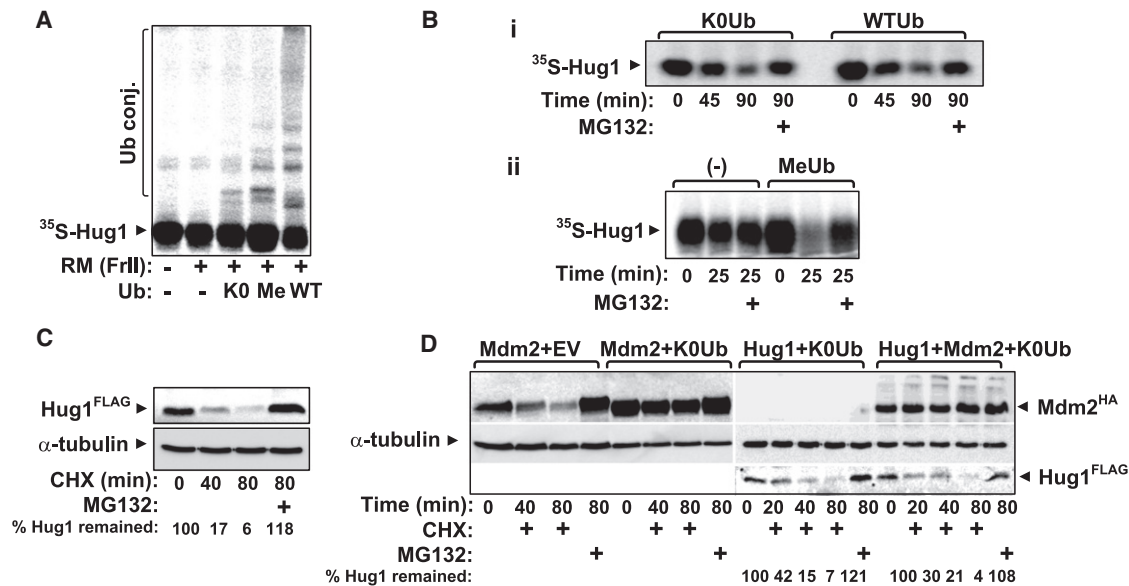 A
Ub conj.
³⁵S-Hug1
RM (FrII): - + + + +
Ub: - - K0 Me WT
B
i
K0Ub WTUb
³⁵S-Hug1
Time (min): 0 45 90 90 0 45 90 90
MG132: + +
ii
(-) MeUb
³⁵S-Hug1
Time (min): 0 25 25 0 25 25
MG132: + +
C
Hug1FLAG
α-tubulin
CHX (min): 0 40 80 80
MG132: +
% Hug1 remained: 100 17 6 118
D
Mdm2+EV Mdm2+K0Ub Hug1+K0Ub Hug1+Mdm2+K0Ub
Mdm2HA
α-tubulin
Hug1FLAG
Time (min): 0 40 80 80 0 40 80 80 0 20 40 80 80 0 20 40 80 80
CHX: + + + + + + + + + +
MG132: + + + +
% Hug1 remained: 100 42 15 7 121 100 30 21 4 108